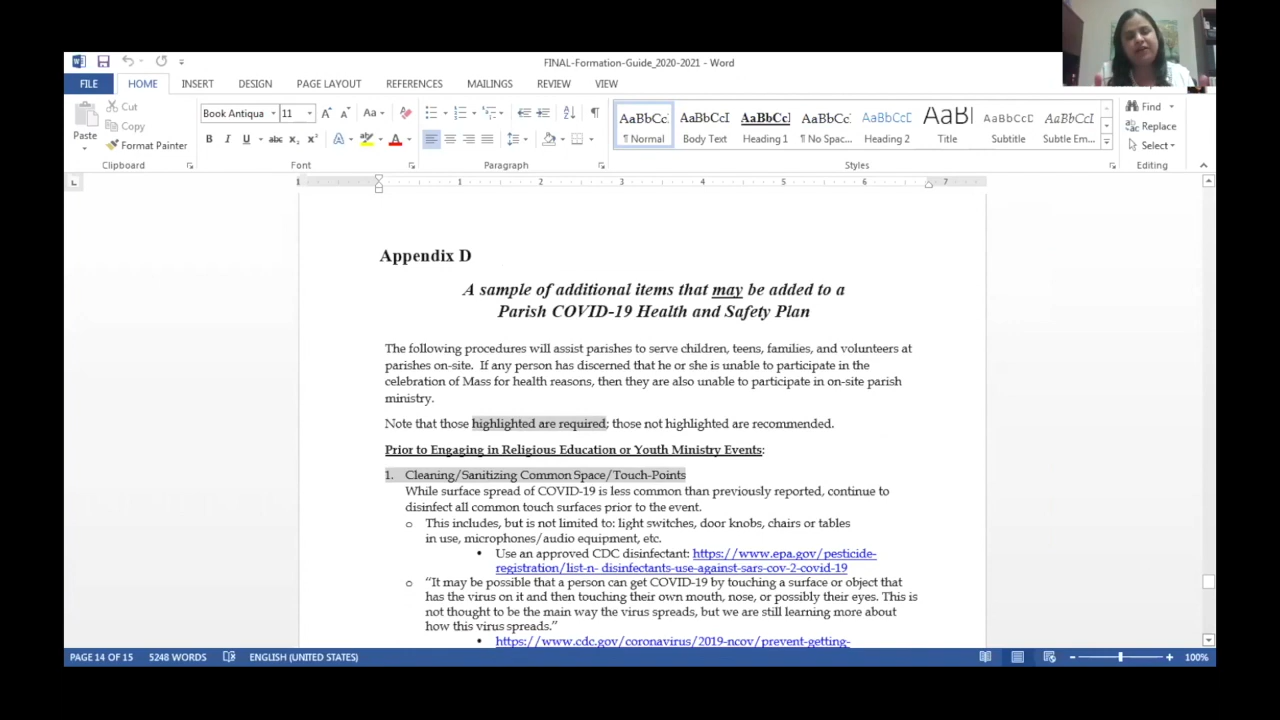 FINAL-Formation-Guide_2020-2021 - Word
FILE HOME INSERT DESIGN PAGE LAYOUT REFERENCES MAILINGS REVIEW VIEW
Cut
Copy
Format Painter
Paste
Clipboard
Book Antiqua 11
Font
Paragraph
AaBbCc. AaBbCcI AaBbCc AaBbCc. AaBbCcI AaBl AaBbCcD AaBbCcD
¶ Normal Body Text Heading 1 ¶ No Spac... Heading 2 Title Subtitle Subtle Em...
Styles
Find
Replace
Select
Editing
1 1 2 3 4 5 6 7
Appendix D
A sample of additional items that may be added to a
Parish COVID-19 Health and Safety Plan
The following procedures will assist parishes to serve children, teens, families, and volunteers at
parishes on-site. If any person has discerned that he or she is unable to participate in the
celebration of Mass for health reasons, then they are also unable to participate in on-site parish
ministry.
Note that those highlighted are required; those not highlighted are recommended.
Prior to Engaging in Religious Education or Youth Ministry Events:
1. Cleaning/Sanitizing Common Space/Touch-Points
While surface spread of COVID-19 is less common than previously reported, continue to
disinfect all common touch surfaces prior to the event.
o This includes, but is not limited to: light switches, door knobs, chairs or tables
in use, microphones/audio equipment, etc.
• Use an approved CDC disinfectant: https://www.epa.gov/pesticide-
registration/list-n- disinfectants-use-against-sars-cov-2-covid-19
o “It may be possible that a person can get COVID-19 by touching a surface or object that
has the virus on it and then touching their own mouth, nose, or possibly their eyes. This is
not thought to be the main way the virus spreads, but we are still learning more about
how this virus spreads.”
• https://www.cdc.gov/coronavirus/2019-ncov/prevent-getting-
PAGE 14 OF 15 5248 WORDS ENGLISH (UNITED STATES) 100%